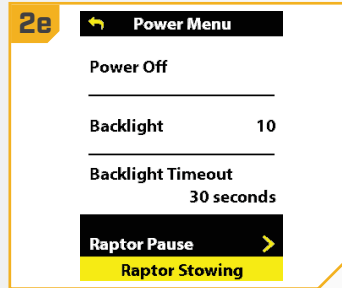 2e
Power Menu
Power Off
Backlight 10
Backlight Timeout
30 seconds
Raptor Pause
Raptor Stowing